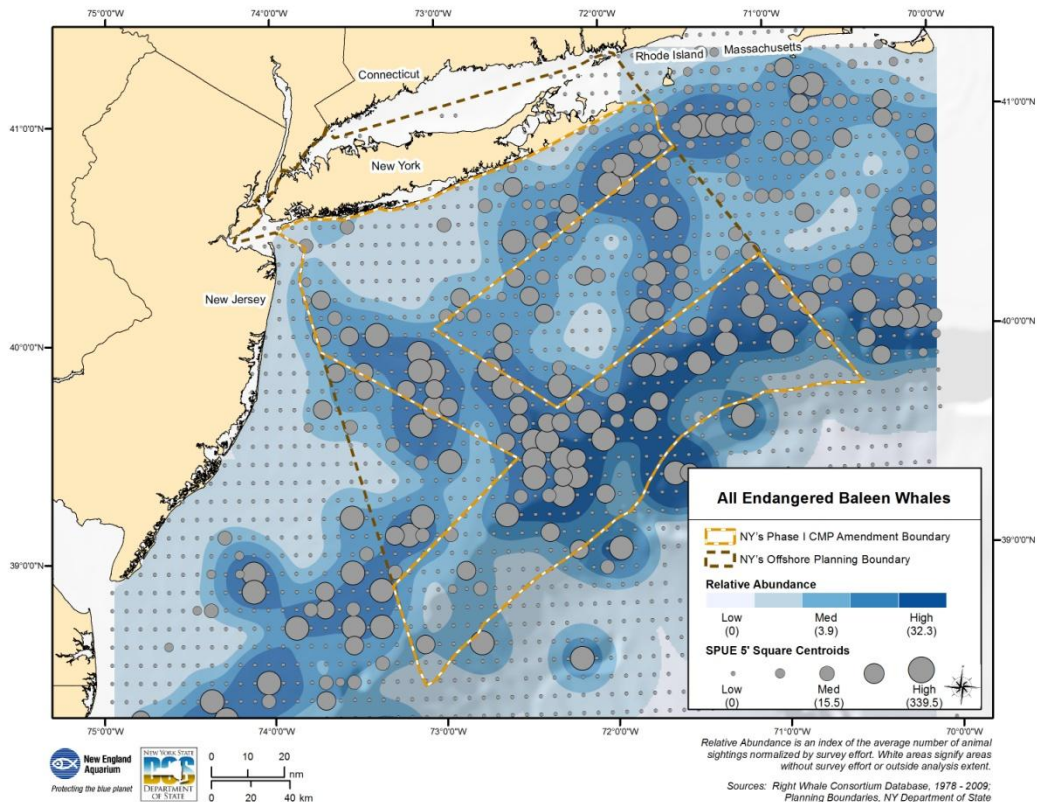 75°0'0"W 74°0'0"W 73°0'0"W 72°0'0"W 71°0'0"W 70°0'0"W
Rhode Island
Massachusetts
Connecticut
41°0'0"N
41°0'0"N
New York
New Jersey
40°0'0"N
40°0'0"N
39°0'0"N
39°0'0"N
All Endangered Baleen Whales
NY's Phase I CMP Amendment Boundary
NY's Offshore Planning Boundary
Relative Abundance
Low Med High
(0) (3.9) (32.3)
SPUE 5' Square Centroids
Low Med High
(0) (15.5) (339.5)
75°0'0"W 74°0'0"W 73°0'0"W 72°0'0"W 71°0'0"W 70°0'0"W
New England
Aquarium
Protecting the blue planet
NEW YORK STATE
DOS
DEPARTMENT
OF STATE
0 10 20
nm
0 20 40 km
Relative Abundance is an index of the average number of animal
sightings normalized by survey effort. White areas signify areas
without survey effort or outside analysis extent.
Sources: Right Whale Consortium Database, 1978 - 2009;
Planning Boundaries, NY Department of State